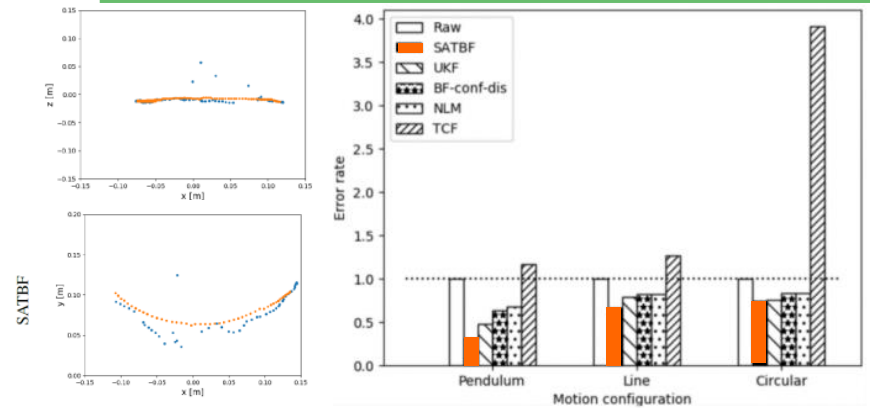 SATBF
0.15
0.10
0.05
0.00
−0.05
−0.10
−0.15
z [m]
−0.15 −0.10 −0.05 0.00 0.05 0.10 0.15
x [m]
0.20
0.15
0.10
0.05
0.00
y [m]
−0.15 −0.10 −0.05 0.00 0.05 0.10 0.15
x [m]
4.0
3.5
3.0
2.5
2.0
1.5
1.0
0.5
0.0
Error rate
Raw
SATBF
UKF
BF-conf-dis
NLM
TCF
Pendulum Line Circular
Motion configuration